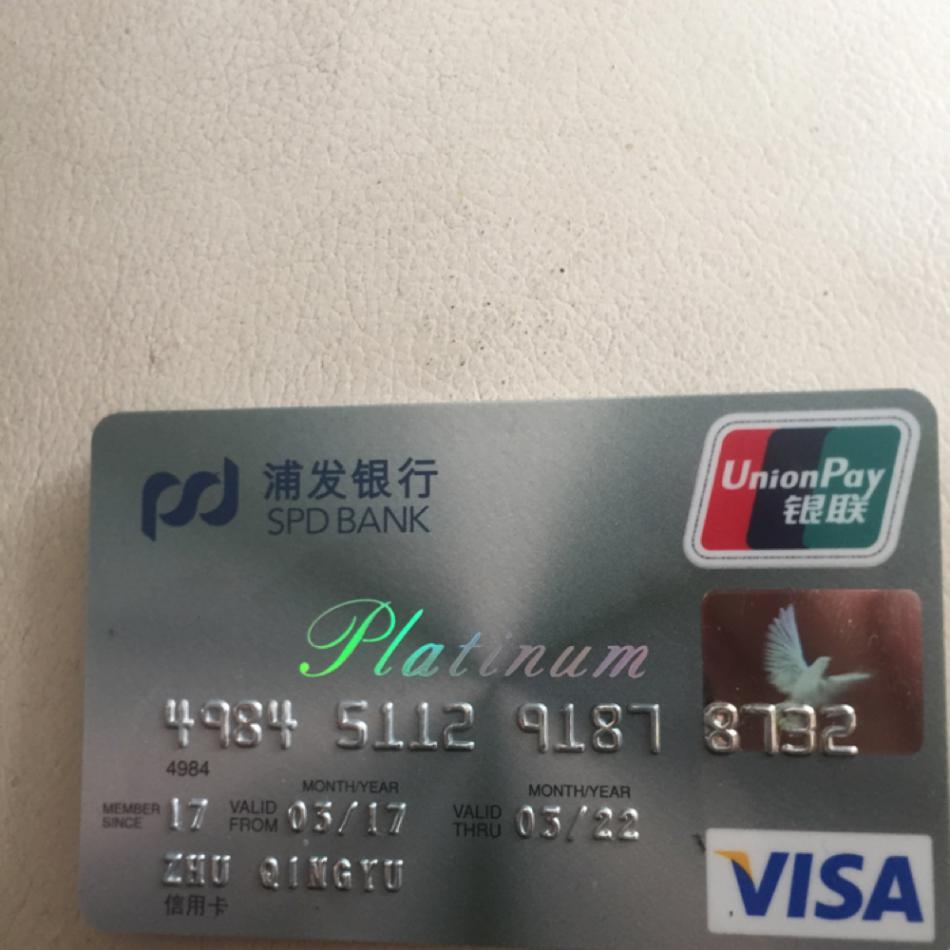 浦发银行
SPD BANK
UnionPay
银联
Platinum
4984 5112 9187 8732
4984
MONTH/YEAR MONTH/YEAR
MEMBER SINCE 17 VALID FROM 03/17 VALID THRU 03/22
ZHU QINGYU
信用卡
VISA